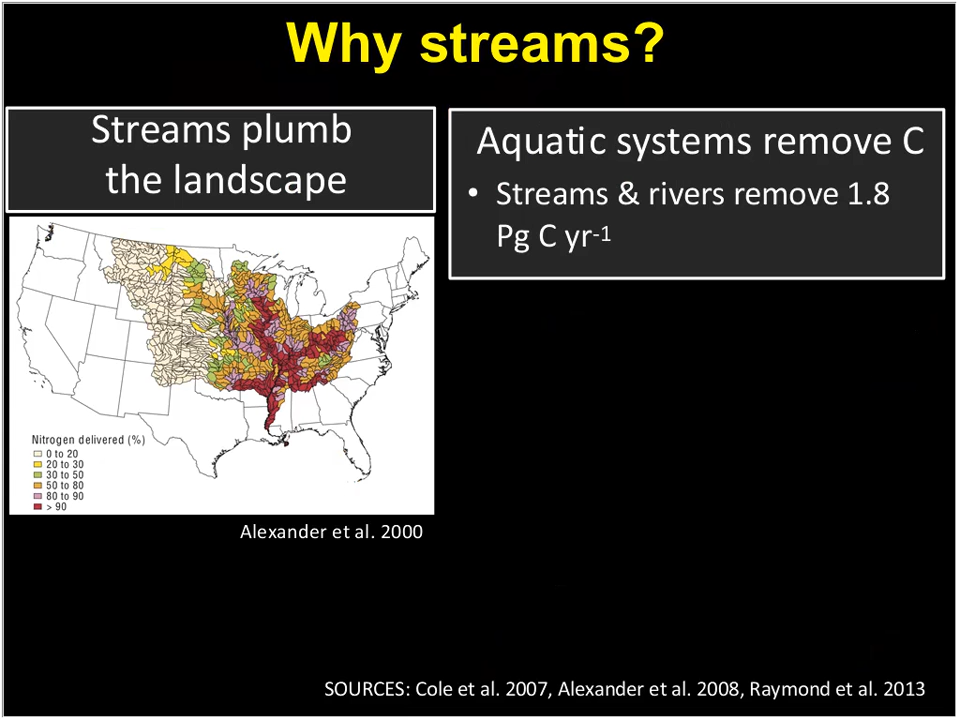 Why streams?
Streams plumb
the landscape
Aquatic systems remove C
• Streams & rivers remove 1.8
Pg C yr-1
Nitrogen delivered (%)
0 to 20
20 to 30
30 to 50
50 to 80
80 to 90
> 90
Alexander et al. 2000
SOURCES: Cole et al. 2007, Alexander et al. 2008, Raymond et al. 2013